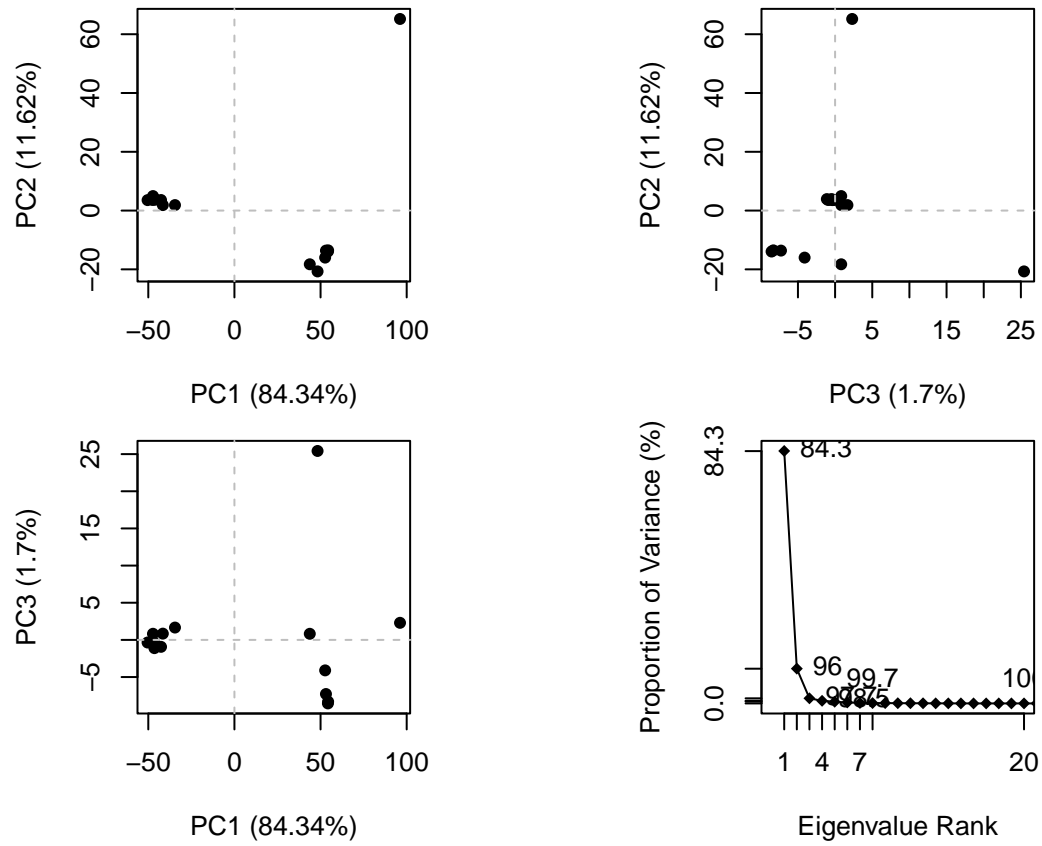 PC2 (11.62%)
60
40
20
0
−20
−50 0 50 100
PC1 (84.34%)
PC2 (11.62%)
60
40
20
0
−20
−5 5 15 25
PC3 (1.7%)
PC3 (1.7%)
25
15
5
−5
−50 0 50 100
PC1 (84.34%)
Proportion of Variance (%)
84.3
0.0
84.3
96
99.7
1 4 7 20
Eigenvalue Rank